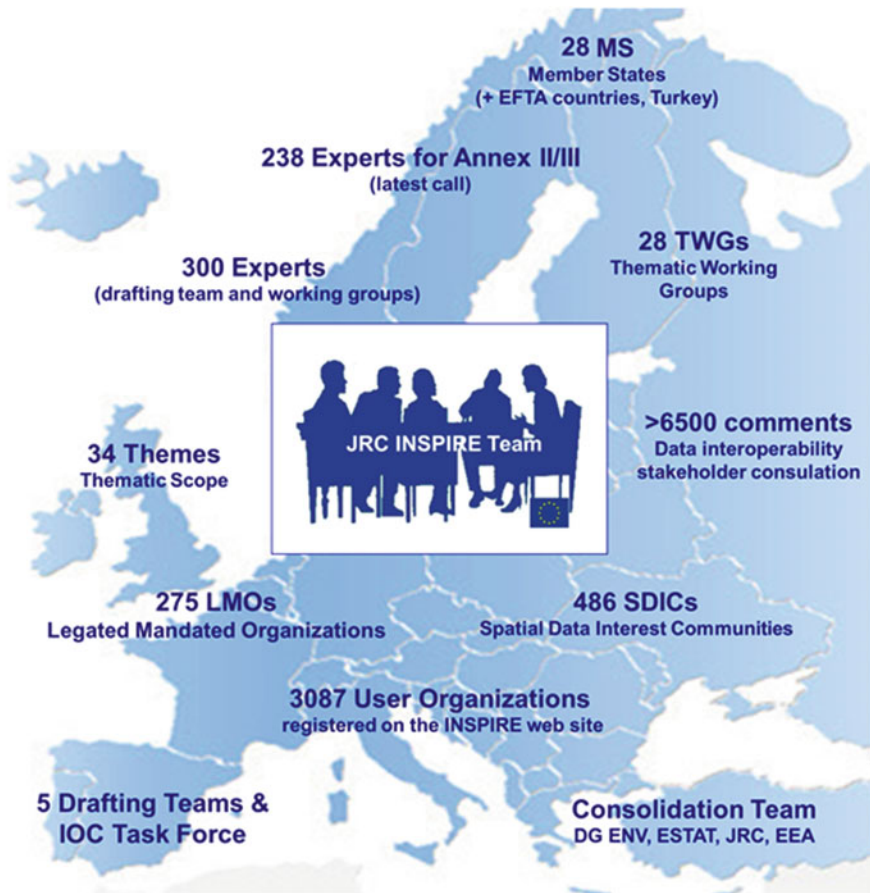 28 MS
Member States
(+ EFTA countries, Turkey)
238 Experts for Annex II/III
(latest call)
28 TWGs
Thematic Working
Groups
300 Experts
(drafting team and working groups)
>6500 comments
Data interoperability
stakeholder consulation
JRC INSPIRE Team
34 Themes
Thematic Scope
275 LMOs
Legated Mandated Organizations
486 SDICs
Spatial Data Interest Communities
3087 User Organizations
registered on the INSPIRE web site
5 Drafting Teams &
IOC Task Force
Consolidation Team
DG ENV, ESTAT, JRC, EEA